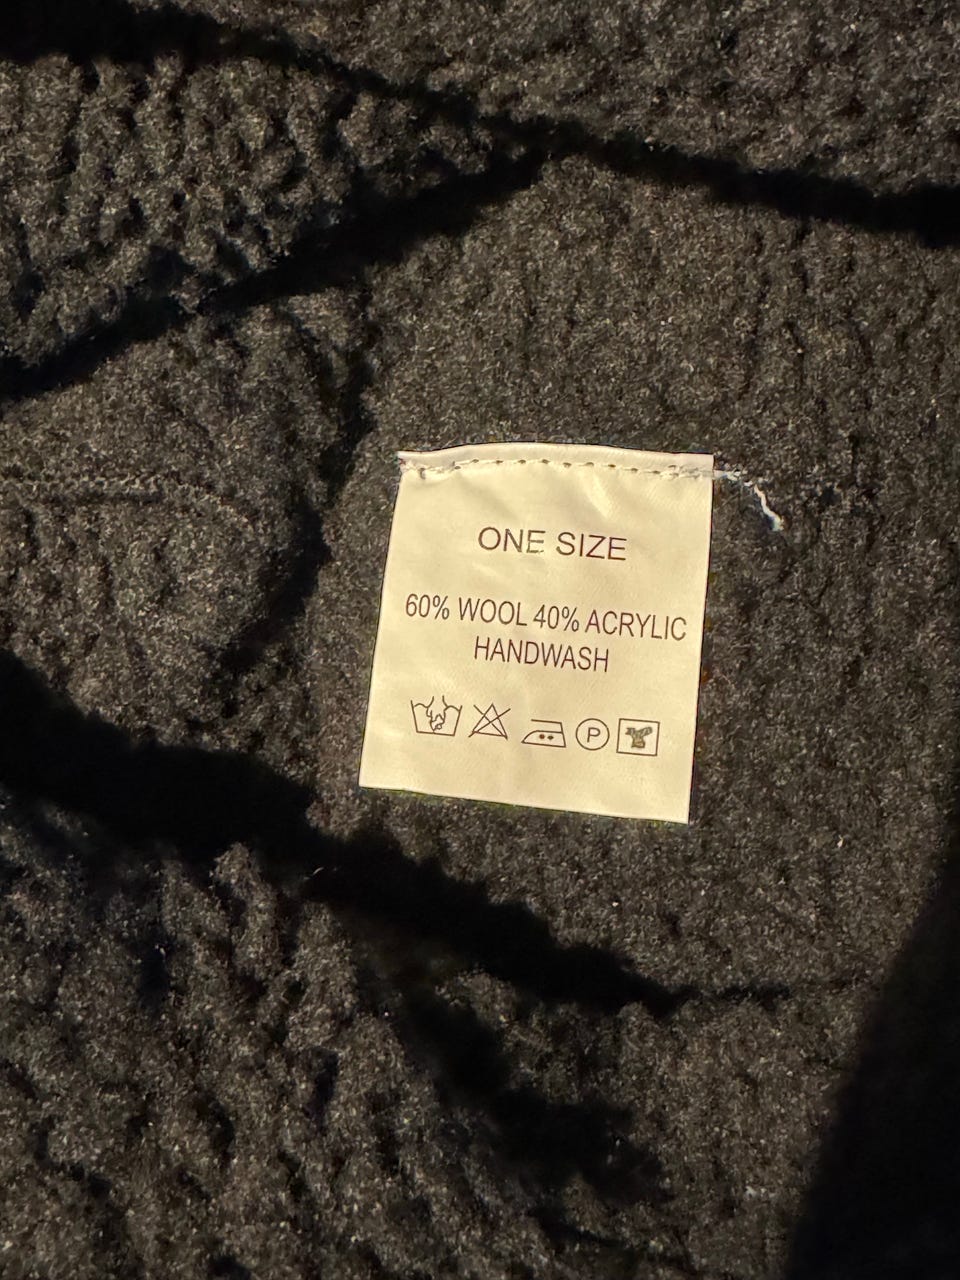 ONE SIZE
60% WOOL 40% ACRYLIC
HANDWASH
P